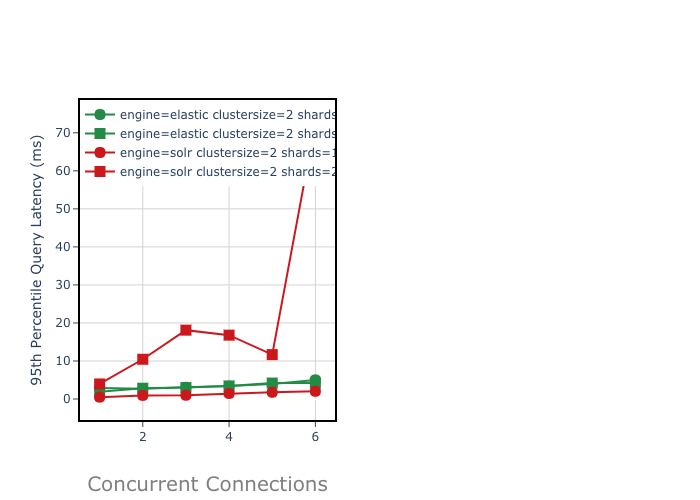 engine=elastic clustersize=2 shards
engine=elastic clustersize=2 shards
engine=solr clustersize=2 shards=1
engine=solr clustersize=2 shards=2
95th Percentile Query Latency (ms)
70
60
50
40
30
20
10
0
2
4
6
Concurrent Connections